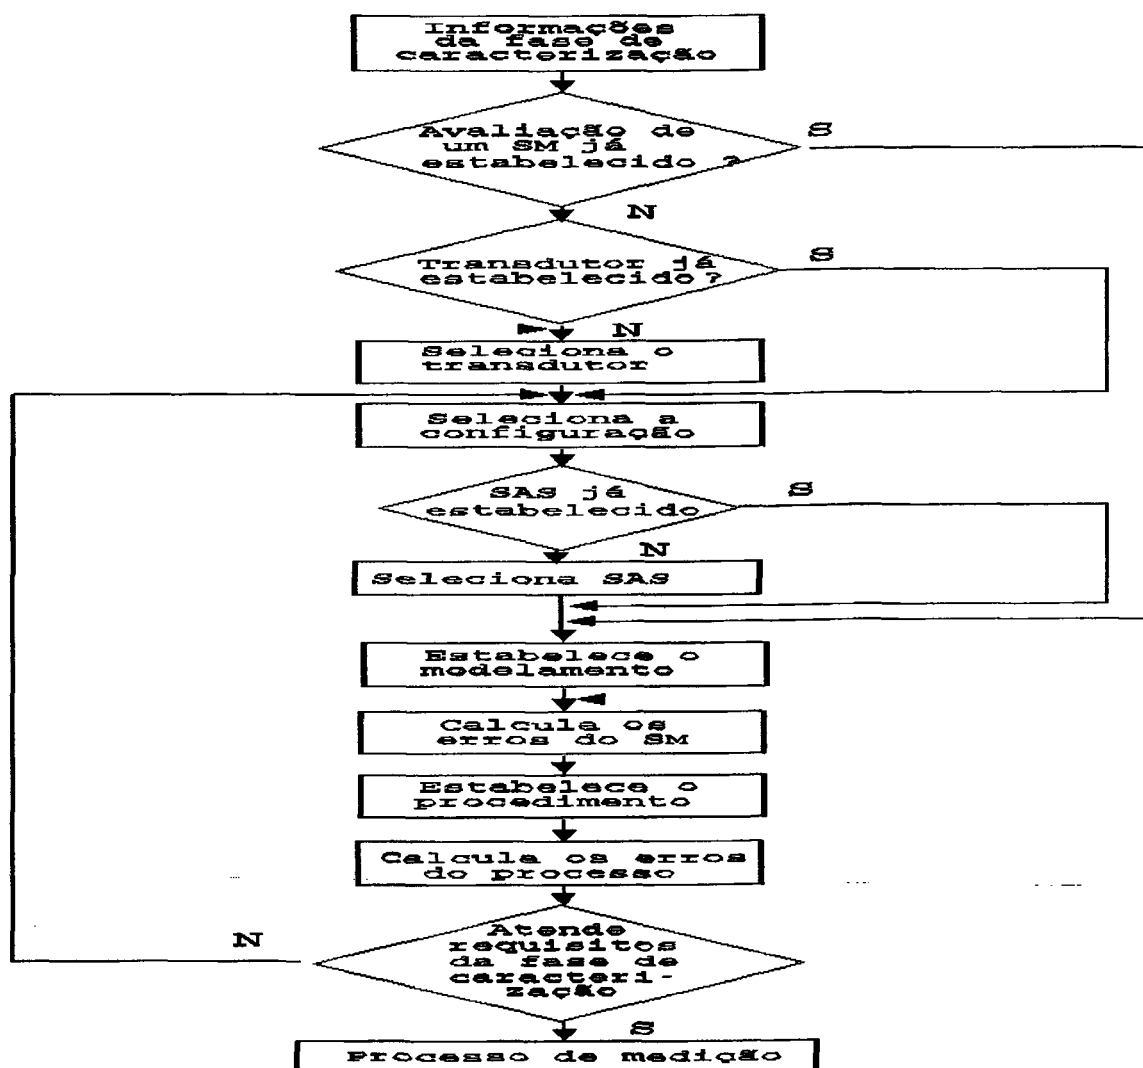 Informações
da fase de
caracterização
Avaliação de
um SM já
estabelecido ?
S
N
Transdutor já
estabelecido?
S
N
Seleciona o
transdutor
Seleciona a
configuração
SAS já
estabelecido
S
N
Seleciona SAS
Estabelece o
modelamento
Calcula os
erros do SM
Estabelece o
procedimento
Calcula os erros
do processo
Atende
requisitos
da fase de
caracteri-
zação
N
S
Processo de medição